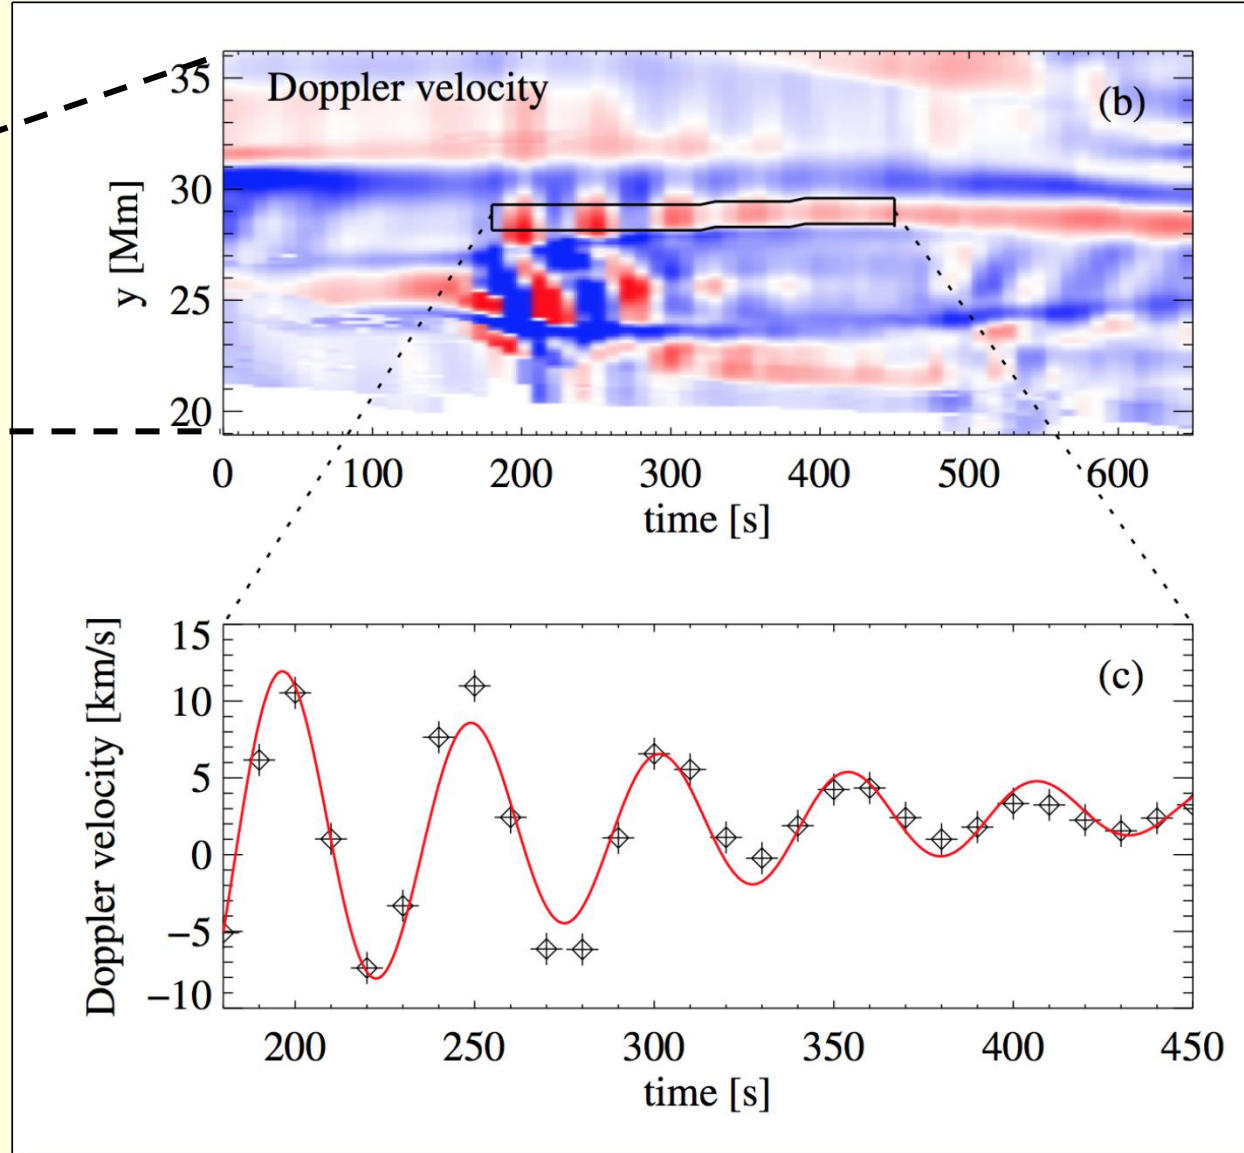 Doppler velocity
(b)
35
30
25
20
y [Mm]
0 100 200 300 400 500 600
time [s]
(c)
15
10
5
0
−5
−10
Doppler velocity [km/s]
200 250 300 350 400 450
time [s]